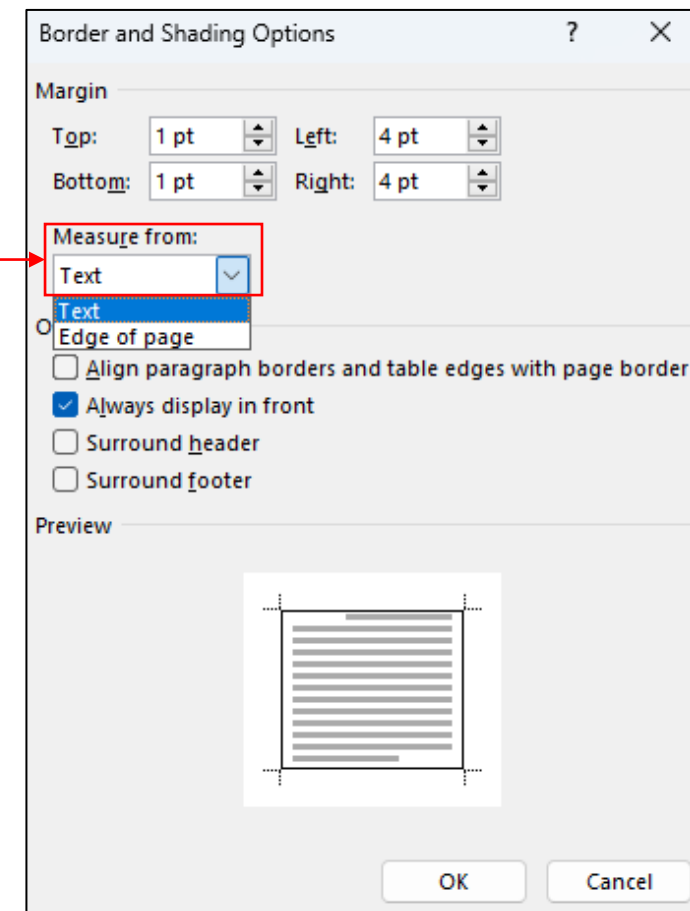 Border and Shading Options ?
Margin
Top: 1 pt Left: 4 pt
Bottom: 1 pt Right: 4 pt
Measure from:
Text
Text
O
Edge of page
Align paragraph borders and table edges with page border
Always display in front
Surround header
Surround footer
Preview
OK Cancel